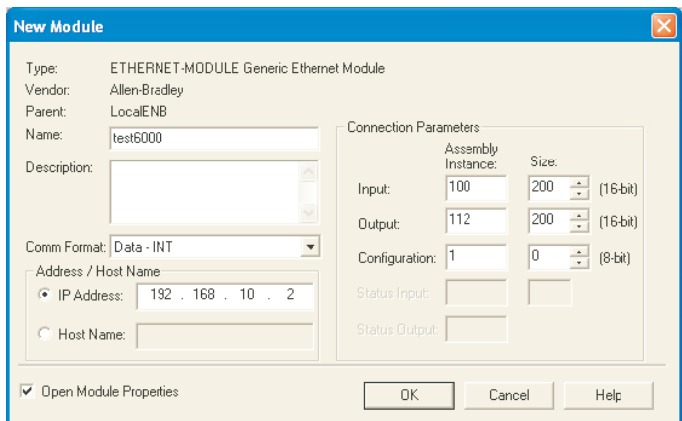 New Module
Type: ETHERNET-MODULE Generic Ethernet Module
Vendor: Allen-Bradley
Parent: LocalENB
Name: test6000
Description:
Comm Format: Data - INT
Address / Host Name
IP Address: 192 . 168 . 10 . 2
Host Name:
Connection Parameters
Assembly
Instance: Size:
Input: 100 200 (16-bit)
Output: 112 200 (16-bit)
Configuration: 1 0 (8-bit)
Status Input:
Status Output:
Open Module Properties
OK Cancel Help